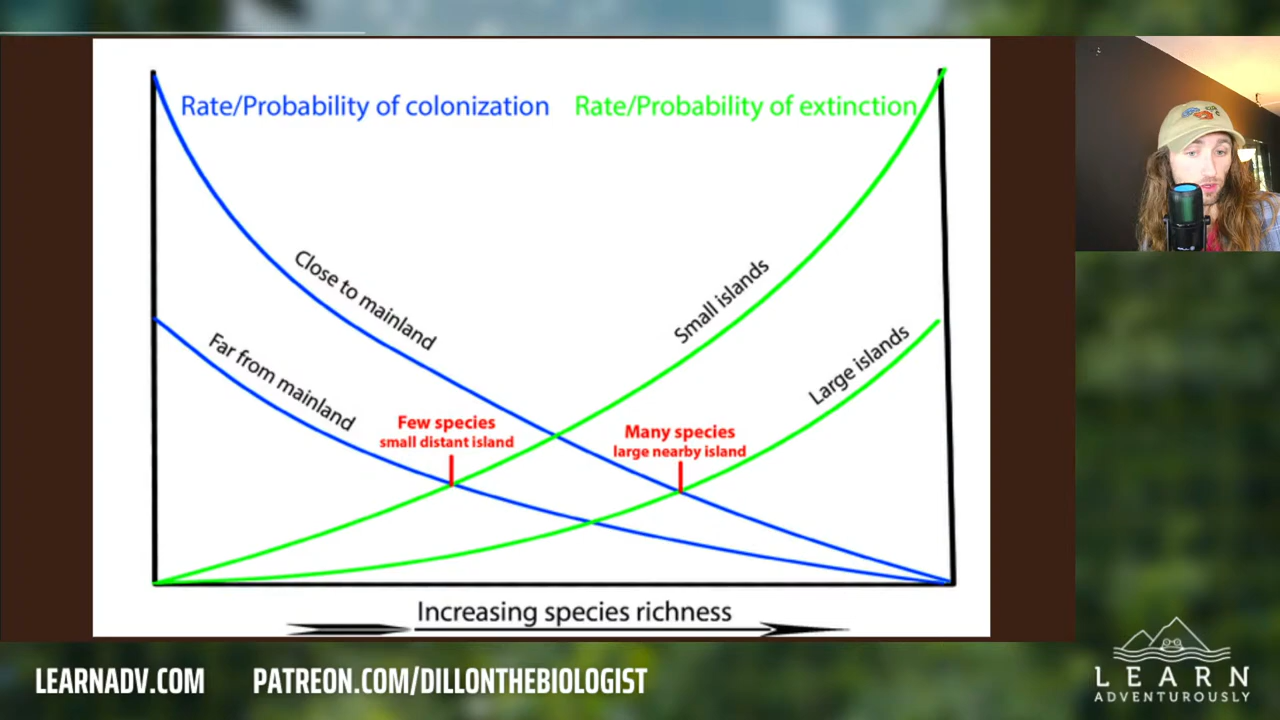 Rate/Probability of colonization
Rate/Probability of extinction
Close to mainland
Small islands
Far from mainland
Large islands
Few species
small distant island
Many species
large nearby island
Increasing species richness
LEARNADV.COM
PATREON.COM/DILLONTHEBIOLOGIST
LEARN
ADVENTUROUSLY